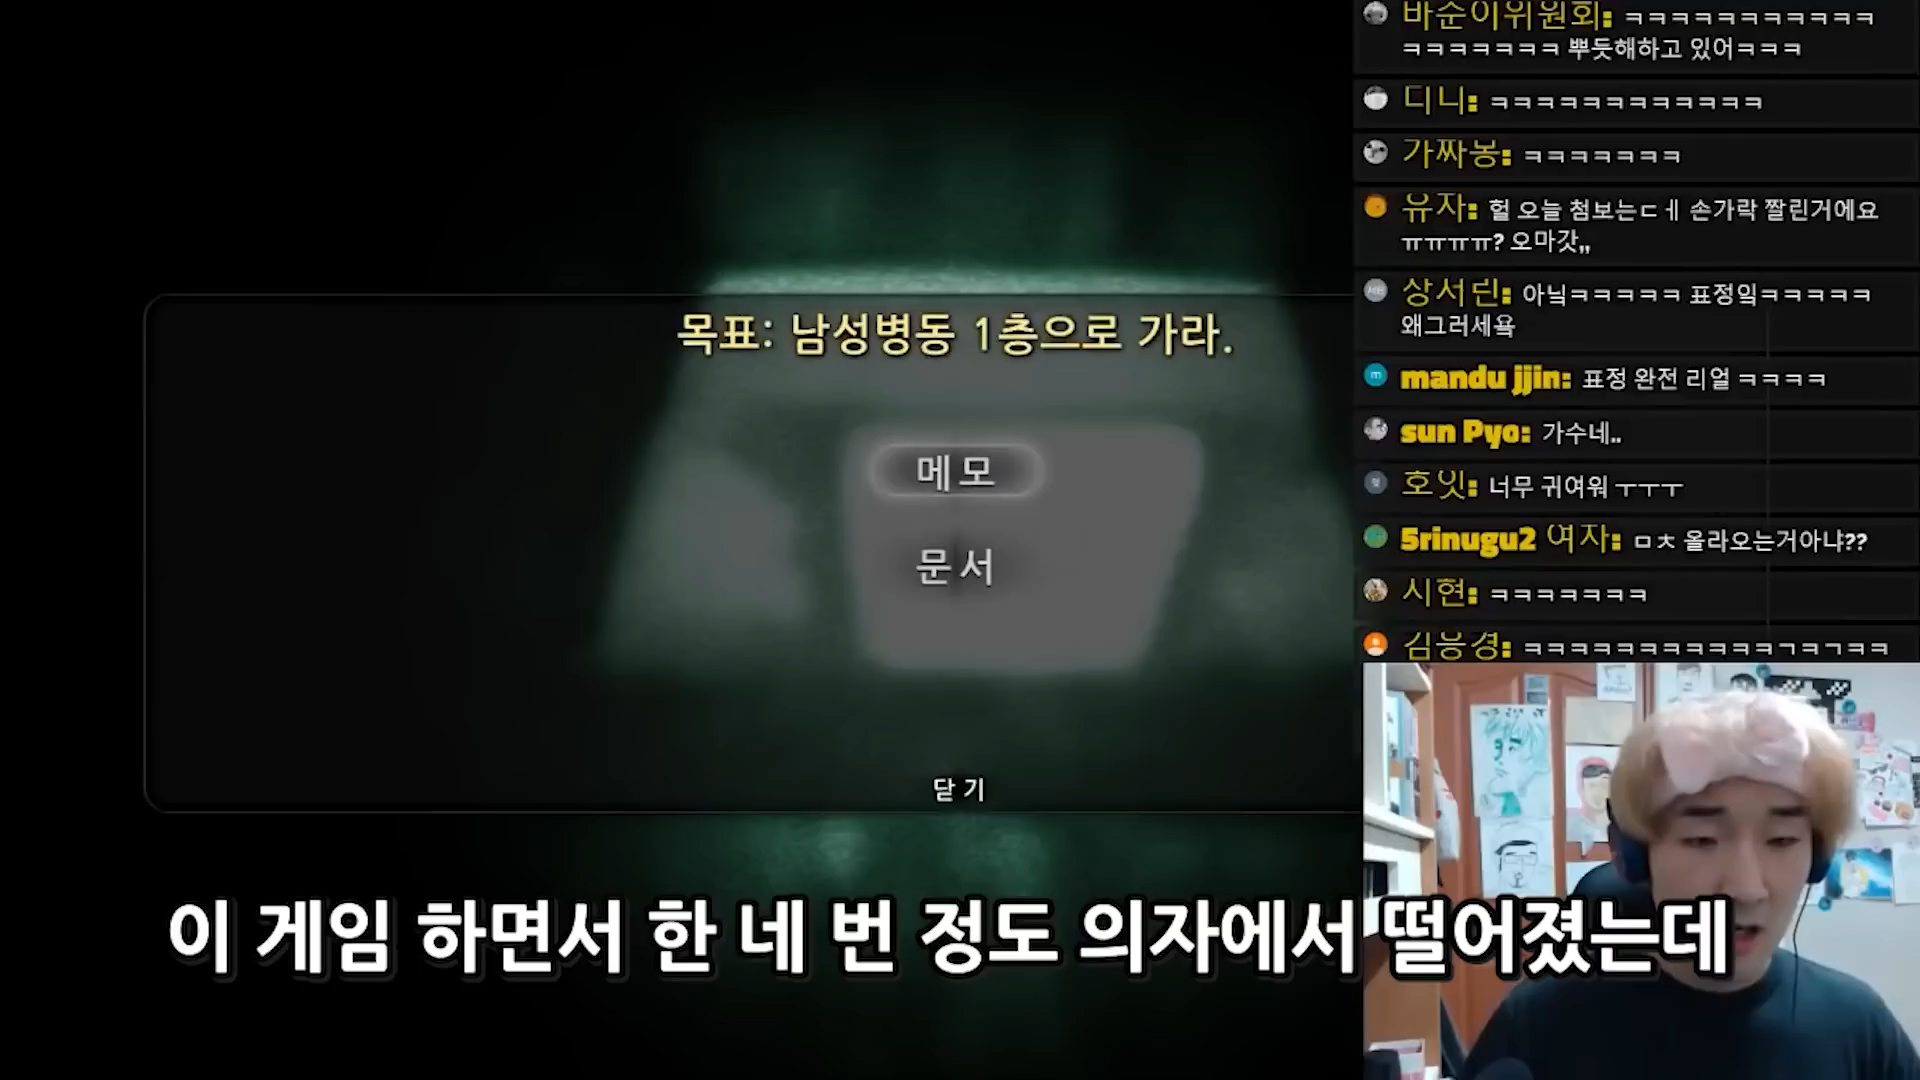 목표: 남성병동 1층으로 가라.
메모
문서
닫기
이 게임 하면서 한 네 번 정도 의자에서 떨어졌는데
바순이위원회: ㅋㅋㅋㅋㅋㅋㅋㅋㅋㅋㅋ
ㅋㅋㅋㅋㅋㅋㅋ 뿌듯해하고 있어ㅋㅋㅋ
디니: ㅋㅋㅋㅋㅋㅋㅋㅋㅋㅋㅋㅋ
가짜봉: ㅋㅋㅋㅋㅋㅋㅋ
유자: 헐 오늘 첨보는ㄷㅔ 손가락 짤린거에요
ㅠㅠㅠㅠ? 오마갓,,
상서린: 아닠ㅋㅋㅋㅋㅋ 표정잌ㅋㅋㅋㅋㅋ
왜그러세욬
mandu jjin: 표정 완전 리얼 ㅋㅋㅋㅋ
sun Pyo: 가수네..
호잇: 너무 귀여워 ㅜㅜㅜ
5rinugu2 여자: ㅁㅊ 올라오는거아냐??
시현: ㅋㅋㅋㅋㅋㅋㅋ
김응경: ㅋㅋㅋㅋㅋㅋㅋㅋㅋㅋㅋㄱㅋㄱㅋㅋ